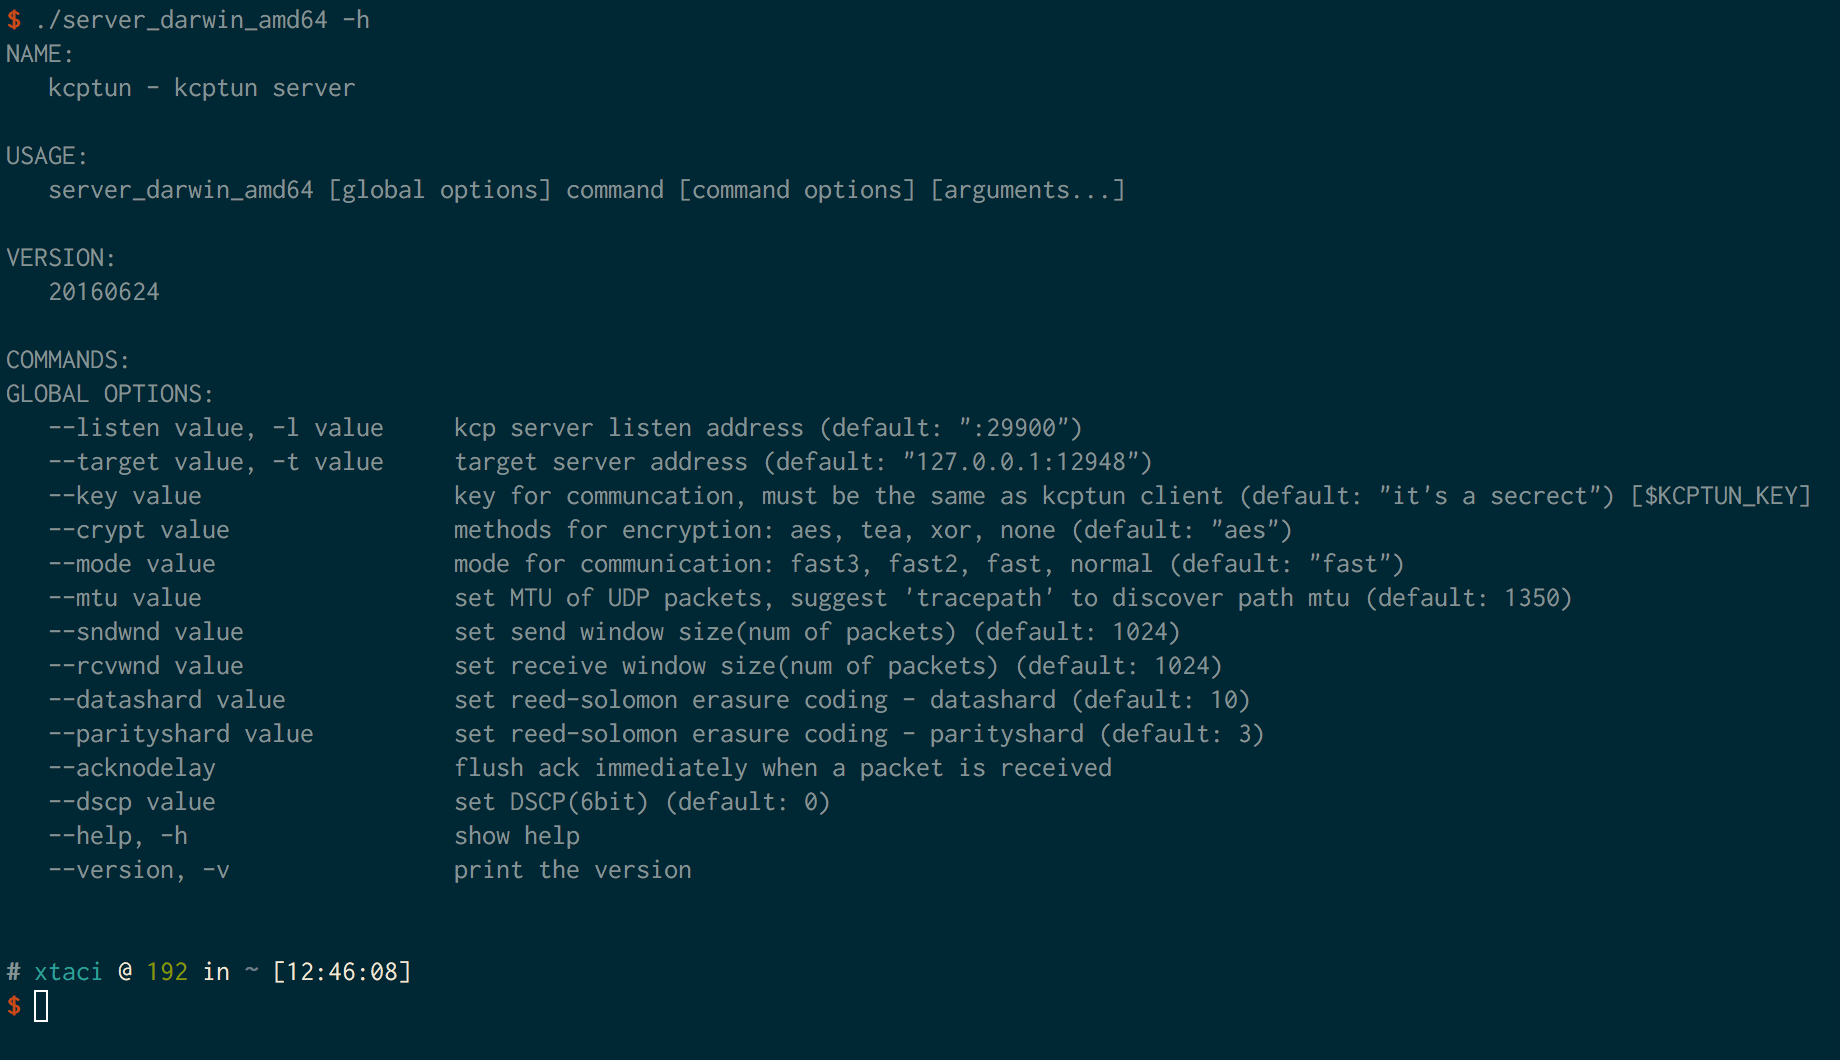 $ ./server_darwin_amd64 -h
NAME:
kcptun - kcptun server
USAGE:
server_darwin_amd64 [global options] command [command options] [arguments...]
VERSION:
20160624
COMMANDS:
GLOBAL OPTIONS:
--listen value, -l value kcp server listen address (default: ":29900")
--target value, -t value target server address (default: "127.0.0.1:12948")
--key value key for communcation, must be the same as kcptun client (default: "it's a secrect") [$KCPTUN_KEY]
--crypt value methods for encryption: aes, tea, xor, none (default: "aes")
--mode value mode for communication: fast3, fast2, fast, normal (default: "fast")
--mtu value set MTU of UDP packets, suggest 'tracepath' to discover path mtu (default: 1350)
--sndwnd value set send window size(num of packets) (default: 1024)
--rcvwnd value set receive window size(num of packets) (default: 1024)
--datashard value set reed-solomon erasure coding - datashard (default: 10)
--parityshard value set reed-solomon erasure coding - parityshard (default: 3)
--acknodelay flush ack immediately when a packet is received
--dscp value set DSCP(6bit) (default: 0)
--help, -h show help
--version, -v print the version
# xtaci @ 192 in ~ [12:46:08]
$